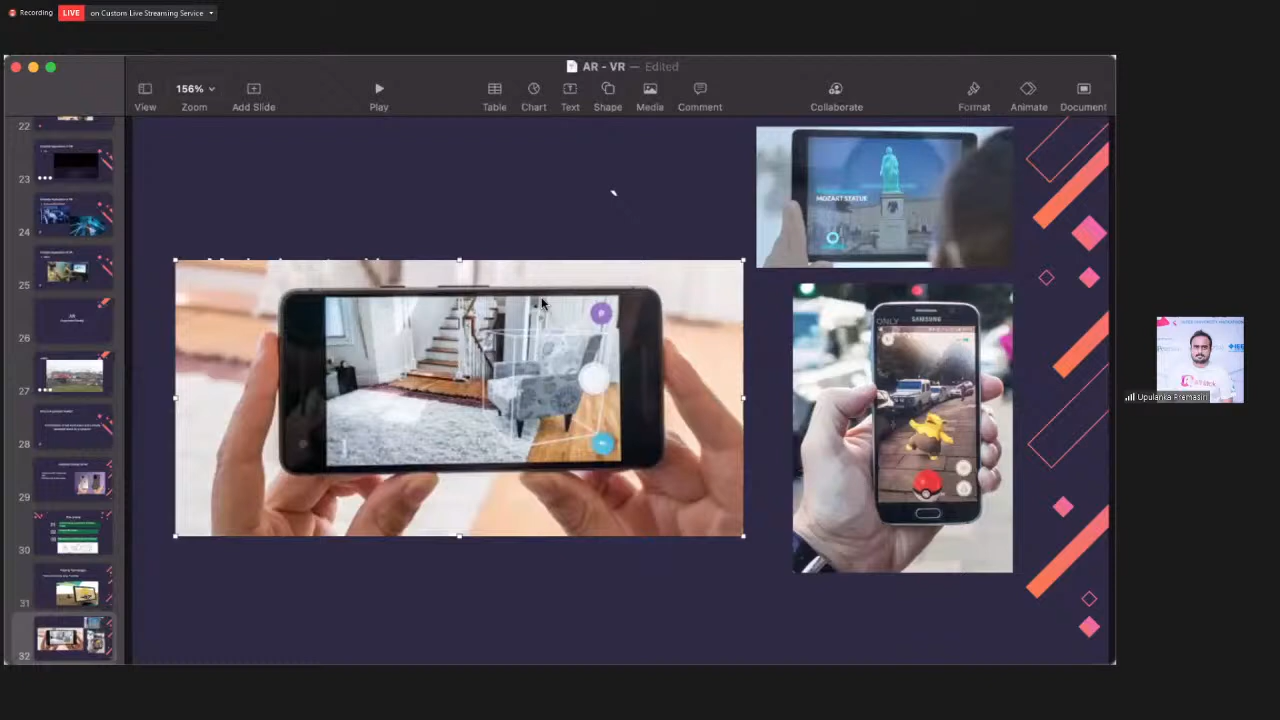 Recording
LIVE
on Custom Live Streaming Service
AR - VR — Edited
156%
View
Zoom
Add Slide
Play
Table
Chart
Text
Shape
Media
Comment
Collaborate
Format
Animate
Document
22
23
24
25
26
27
28
29
30
31
32
MOZART STATUE
ONLY
SAMSUNG
Upulanka Premasiri